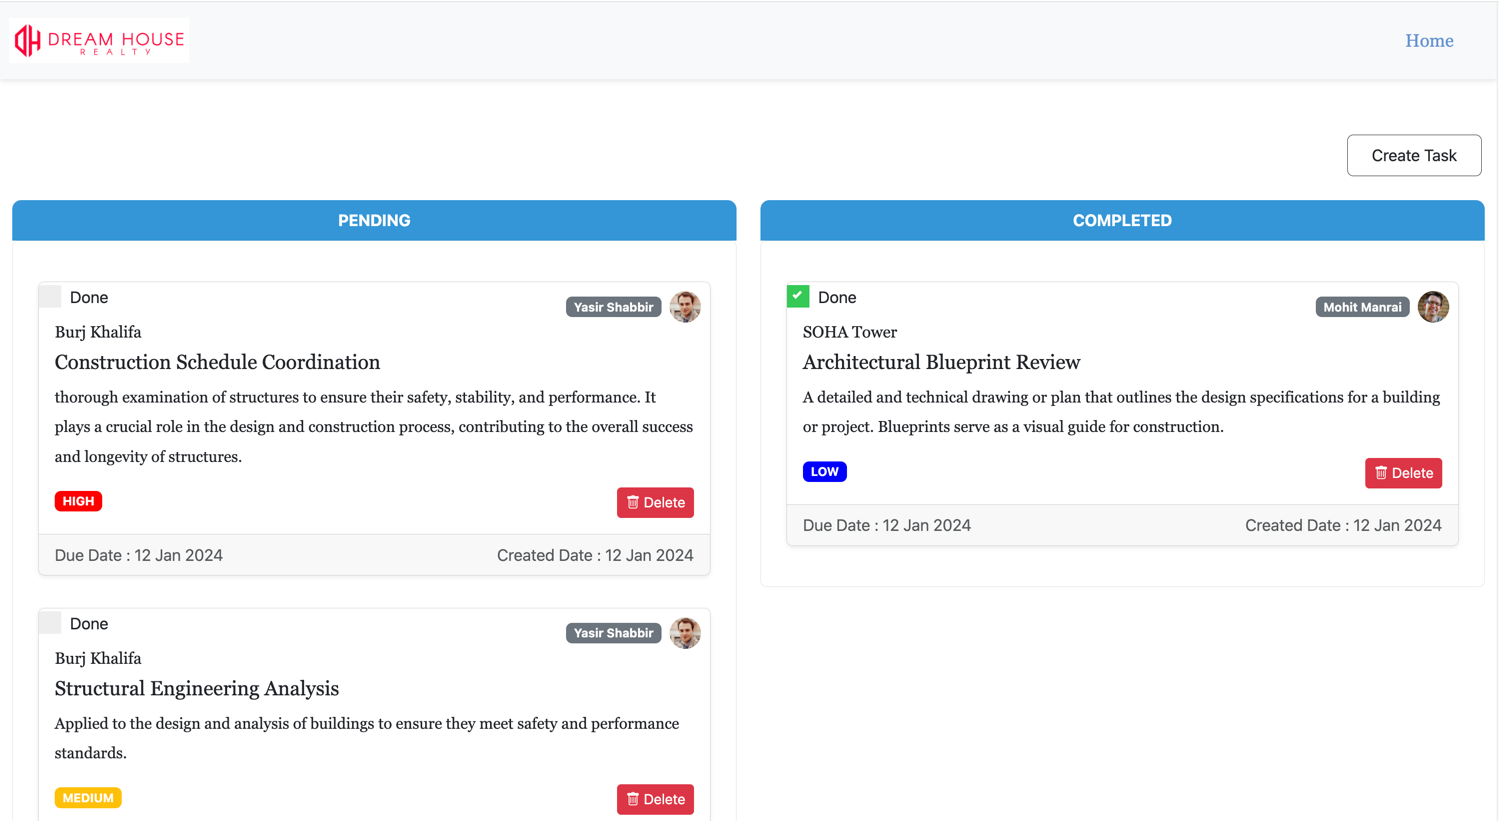 DREAM HOUSE
REALTY
Home
Create Task
PENDING
Done
Yasir Shabbir
Burj Khalifa
Construction Schedule Coordination
thorough examination of structures to ensure their safety, stability, and performance. It
plays a crucial role in the design and construction process, contributing to the overall success
and longevity of structures.
HIGH
Delete
Due Date : 12 Jan 2024
Created Date : 12 Jan 2024
Done
Yasir Shabbir
Burj Khalifa
Structural Engineering Analysis
Applied to the design and analysis of buildings to ensure they meet safety and performance
standards.
MEDIUM
Delete
COMPLETED
Done
Mohit Manrai
SOHA Tower
Architectural Blueprint Review
A detailed and technical drawing or plan that outlines the design specifications for a building
or project. Blueprints serve as a visual guide for construction.
LOW
Delete
Due Date : 12 Jan 2024
Created Date : 12 Jan 2024